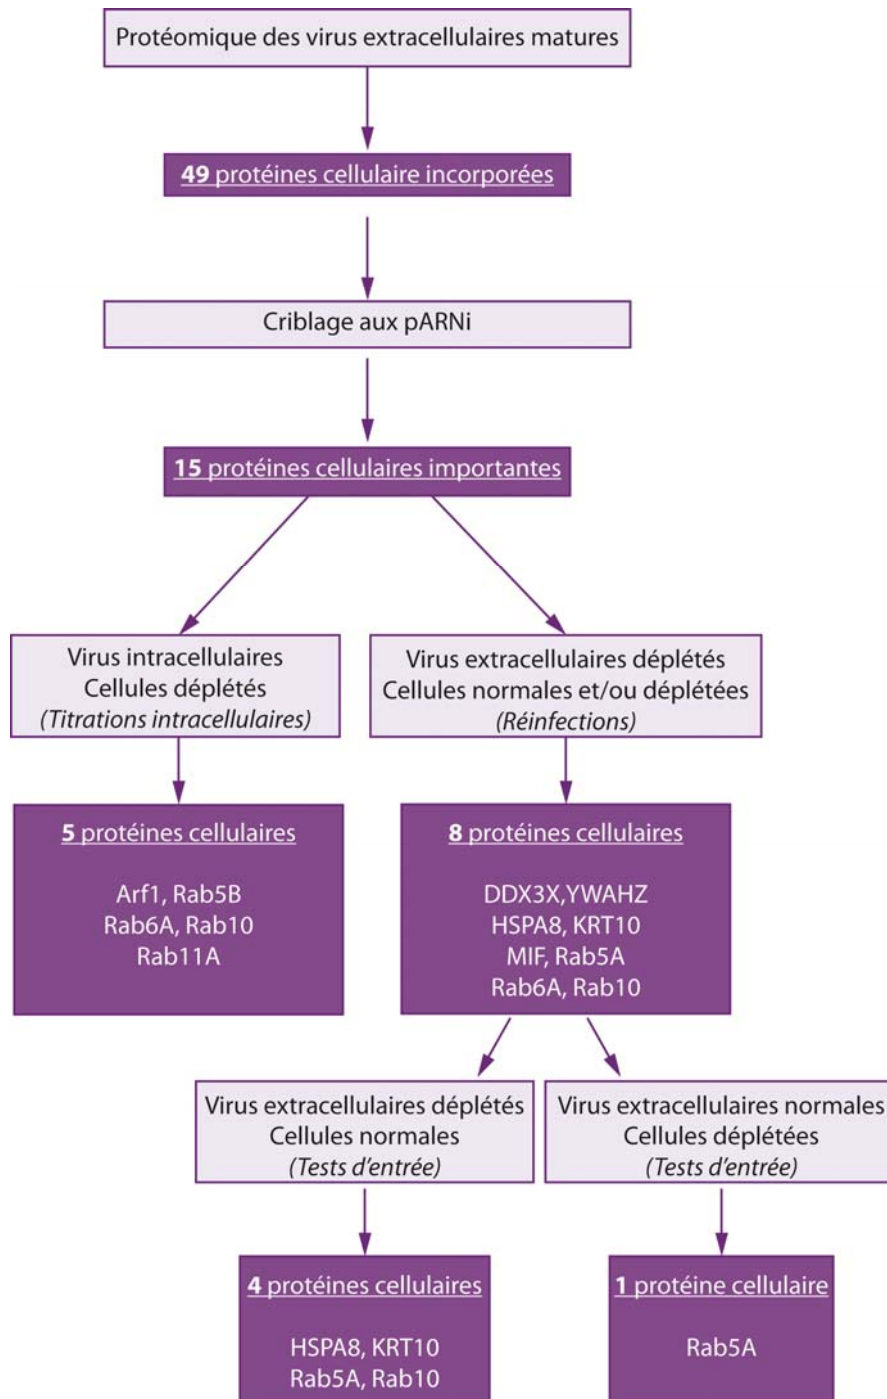 Protéomique des virus extracellulaires matures
49 protéines cellulaire incorporées
Criblage aux pARNi
15 protéines cellulaires importantes
Virus intracellulaires
Cellules déplétés
(Titrations intracellulaires)
Virus extracellulaires déplétés
Cellules normales et/ou déplétées
(Réinfections)
5 protéines cellulaires
Arf1, Rab5B
Rab6A, Rab10
Rab11A
8 protéines cellulaires
DDX3X,YWAHZ
HSPA8, KRT10
MIF, Rab5A
Rab6A, Rab10
Virus extracellulaires déplétés
Cellules normales
(Tests d'entrée)
Virus extracellulaires normales
Cellules déplétées
(Tests d'entrée)
4 protéines cellulaires
HSPA8, KRT10
Rab5A, Rab10
1 protéine cellulaire
Rab5A